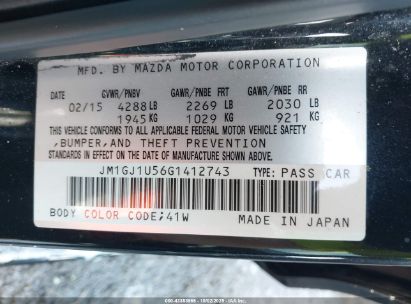 MFD. BY MAZDA MOTOR CORPORATION
DATE GVWR/PNBV GAWR/PNBE FR GAWR/PNBE RR
02/15 4288 LB 2269 LB 2030 LB
1945 KG 1029 KG 921 KG
THIS VEHICLE CONFORMS TO ALL APPLICABLE FEDERAL MOTOR VEHICLE SAFETY
,BUMPER,AND THEFT PREVENTION
STANDARDS IN EFFECT ON THE DATE OF MANUFACTURE SHOWN ABOVE.
JM1GJ1U56G1412743 TYPE: PASS CAR
BODY COLOR CODE;41W MADE IN JAPAN